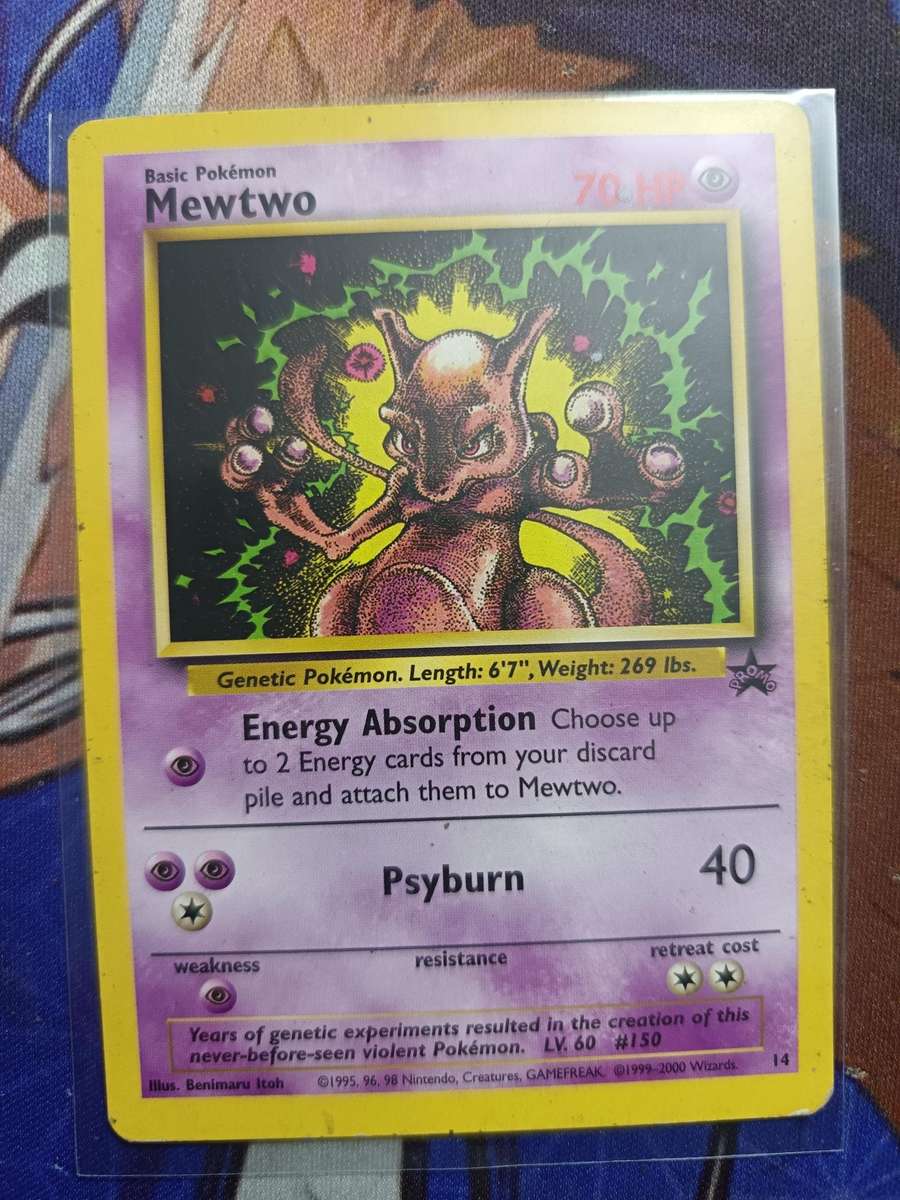 Basic Pokémon
Mewtwo
70 HP
Genetic Pokémon. Length: 6'7", Weight: 269 lbs.
PROMO
Energy Absorption Choose up
to 2 Energy cards from your discard
pile and attach them to Mewtwo.
Psyburn 40
weakness resistance retreat cost
Years of genetic experiments resulted in the creation of this
never-before-seen violent Pokémon. LV. 60 #150
Illus. Benimaru Itoh ©1995, 96, 98 Nintendo, Creatures, GAMEFREAK. ©1999-2000 Wizards. 14